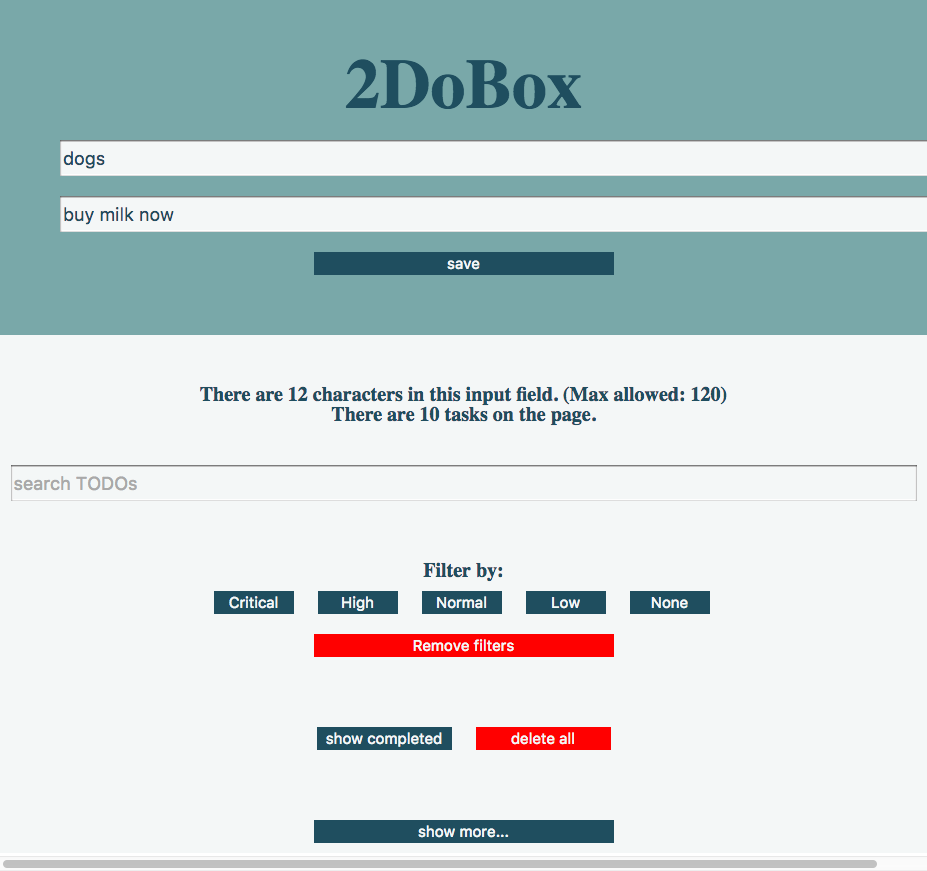 2DoBox
dogs
buy milk now
save
There are 12 characters in this input field. (Max allowed: 120)
There are 10 tasks on the page.
search TODOs
Filter by:
Critical High Normal Low None
Remove filters
show completed delete all
show more...